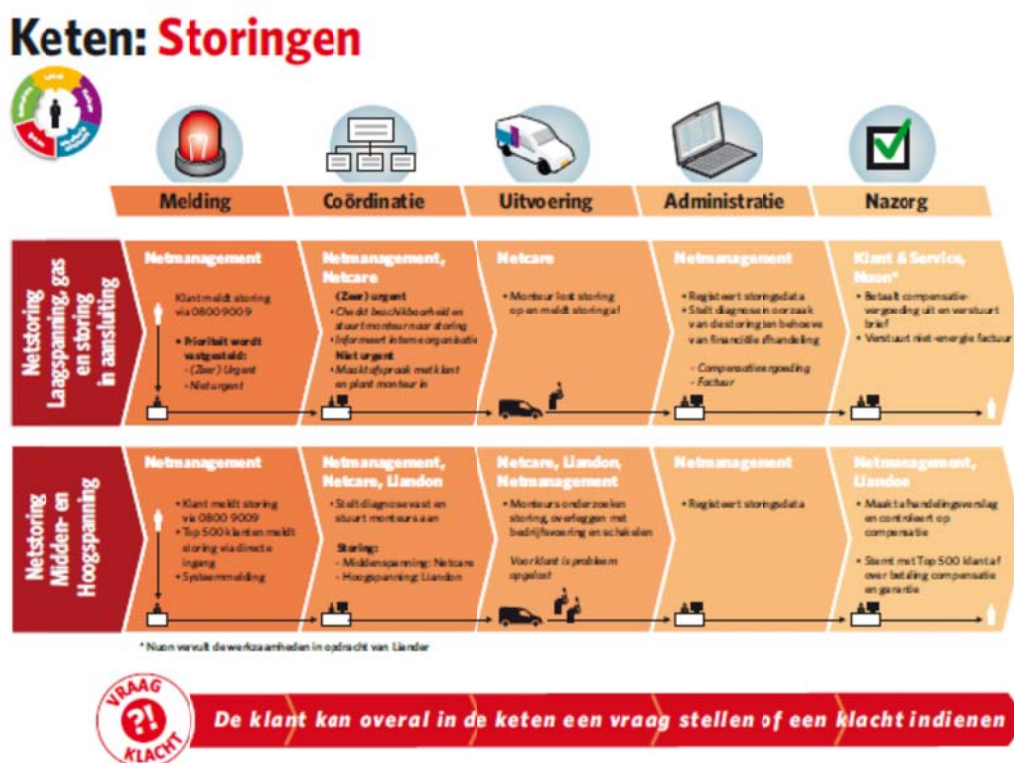 Keten: Storingen
Melding
Coördinatie
Uitvoering
Administratie
Nazorg
Netstoring
Laagspanning, gas
en storing
in aansluiting
Netmanagement
Klant meldt storing
via 0800 9009
• Prioriteit wordt
vastgesteld:
- (Zeer) Urgent
- Niet urgent
Netmanagement,
Netcare
(Zeer) urgent
• Checkt beschikbaarheid en
stuurt monteur naar storing
• Informeert interne organisatie
Niet urgent
• Maakt afspraak met klant
en plant monteur in
Netcare
• Monteur lost storing
op en meldt storing af
Netmanagement
• Registeert storingsdata
• Stelt diagnose in oorzaak
van de storing ten behoeve
van financiële afhandeling
- Compensatievergoeding
- Factuur
Klant & Service,
Nuon*
• Betaalt compensatie-
vergoeding uit en verstuurt
brief
• Verstuurt niet-energie factuur
Netstoring
Midden- en
Hoogspanning
Netmanagement
• Klant meldt storing
via 0800 9009
• Top 500 klanten meldt
storing via directe
ingang
• Systeemmelding
Netmanagement,
Netcare, Liandon
• Stelt diagnose vast en
stuurt monteurs aan
Storing:
- Middenspanning: Netcare
- Hoogspanning: Liandon
Netcare, Liandon,
Netmanagement
• Monteurs onderzoeken
storing, overleggen met
bedrijfsvoering en schakelen
Voor klant is probleem
opgelost
Netmanagement
• Registeert storingsdata
Netmanagement,
Liandon
• Maakt afhandelingsverslag
en controleert op
compensatie
• Stemt met Top 500 klant af
over betaling compensatie
en garantie
* Nuon vervult de werkzaamheden in opdracht van Liander
VRAAG
?!
KLACHT
De klant kan overal in de keten een vraag stellen of een klacht indienen